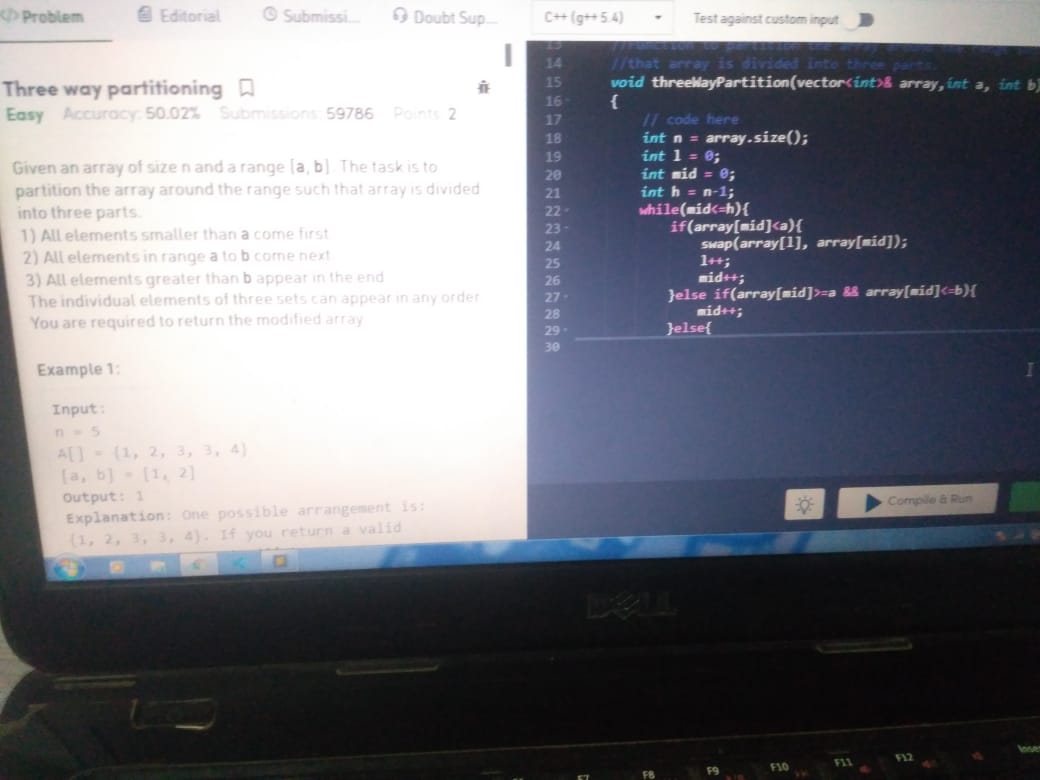 </> Problem
Editorial
Submissi...
Doubt Sup...
C++ (g++ 5.4)
Test against custom input
Three way partitioning
Easy Accuracy: 50.02% Submissions: 59786 Points: 2
Given an array of size n and a range [a, b]. The task is to
partition the array around the range such that array is divided
into three parts.
1) All elements smaller than a come first
2) All elements in range a to b come next
3) All elements greater than b appear in the end
The individual elements of three sets can appear in any order
You are required to return the modified array
Example 1:
Input:
n = 5
A[] = {1, 2, 3, 3, 4}
[a, b] = [1, 2]
Output: 1
Explanation: One possible arrangement is:
{1, 2, 3, 3, 4}. If you return a valid
13 //Function to partition the array around the range
14 //that array is divided into three parts.
15 void threeWayPartition(vector<int>& array,int a, int b)
16 {
17 // code here
18 int n = array.size();
19 int l = 0;
20 int mid = 0;
21 int h = n-1;
22 while(mid<=h){
23 if(array[mid]<a){
24 swap(array[l], array[mid]);
25 l++;
26 mid++;
27 }else if(array[mid]>=a && array[mid]<=b){
28 mid++;
29 }else{
30
Compile & Run
DELL
F7 F8 F9 F10 F11 F12